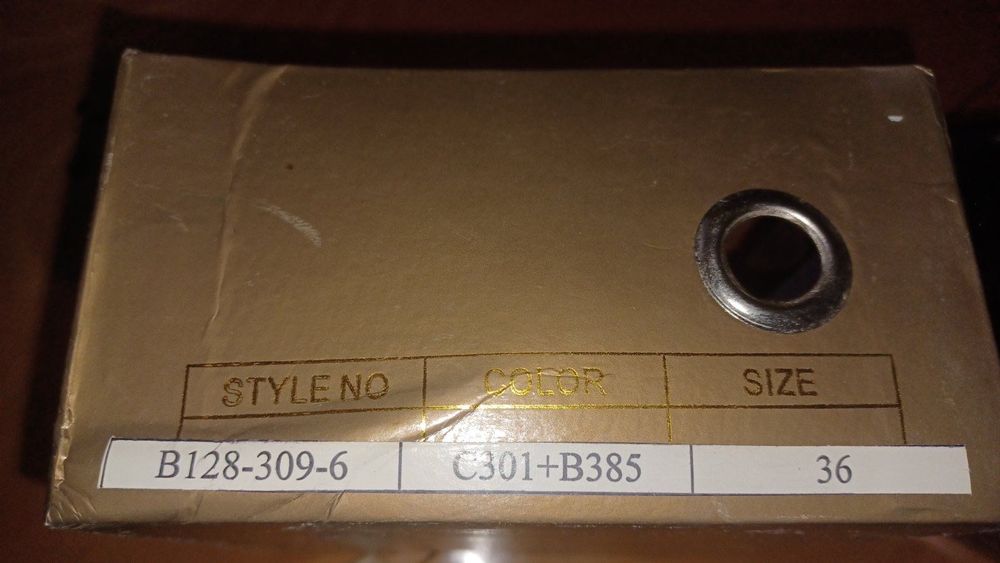 STYLE NO COLOR SIZE
B128-309-6 C301+B385 36